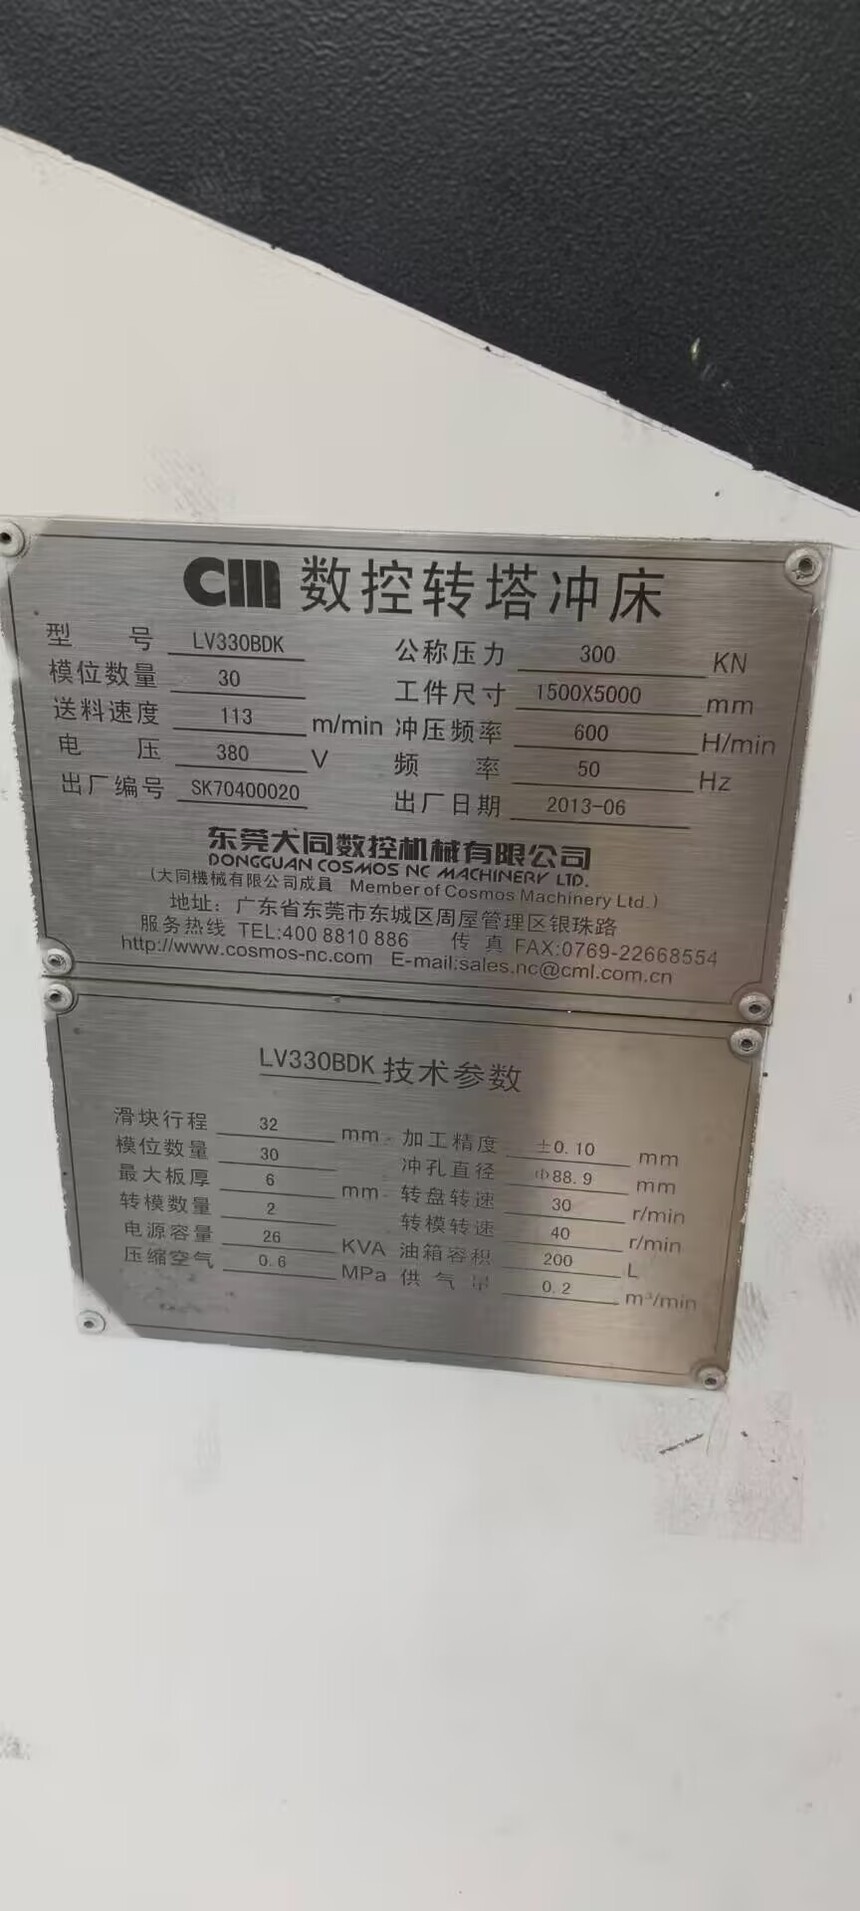 CM 数控转塔冲床
型 号 LV330BDK 公称压力 300 KN
模位数量 30 工件尺寸 1500X5000 mm
送料速度 113 m/min 冲压频率 600 H/min
电 压 380 V 频 率 50 Hz
出厂编号 SK70400020 出厂日期 2013-06
东莞大同数控机械有限公司
DONGGUAN COSMOS NC MACHINERY LTD.
(大同機械有限公司成員 Member of Cosmos Machinery Ltd.)
地址: 广东省东莞市东城区周屋管理区银珠路
服务热线 TEL:400 8810 886 传 真 FAX:0769-22668554
http://www.cosmos-nc.com E-mail:sales.nc@cml.com.cn
LV330BDK 技术参数
滑块行程 32 mm 加工精度 ±0.10 mm
模位数量 30 冲孔直径 Φ88.9 mm
最大板厚 6 mm 转盘转速 30 r/min
转模数量 2 转模转速 40 r/min
电源容量 26 KVA 油箱容积 200 L
压缩空气 0.6 MPa 供气量 0.2 m³/min